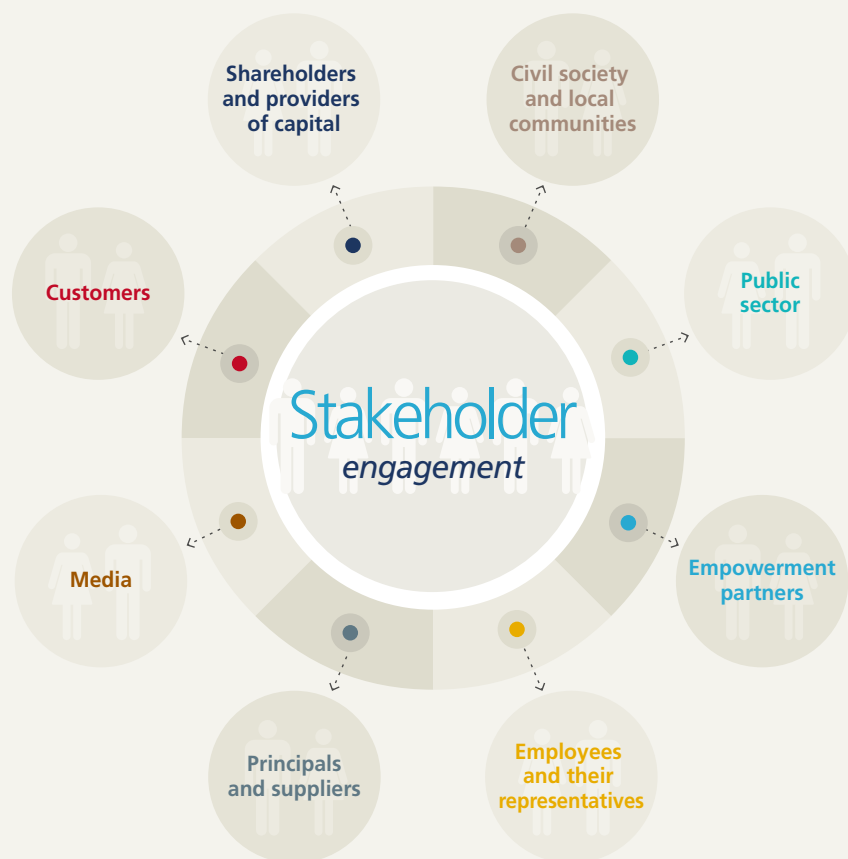 Shareholders
and providers
of capital
Civil society
and local
communities
Customers
Public
sector
Stakeholder
engagement
Media
Empowerment
partners
Principals
and suppliers
Employees
and their
representatives